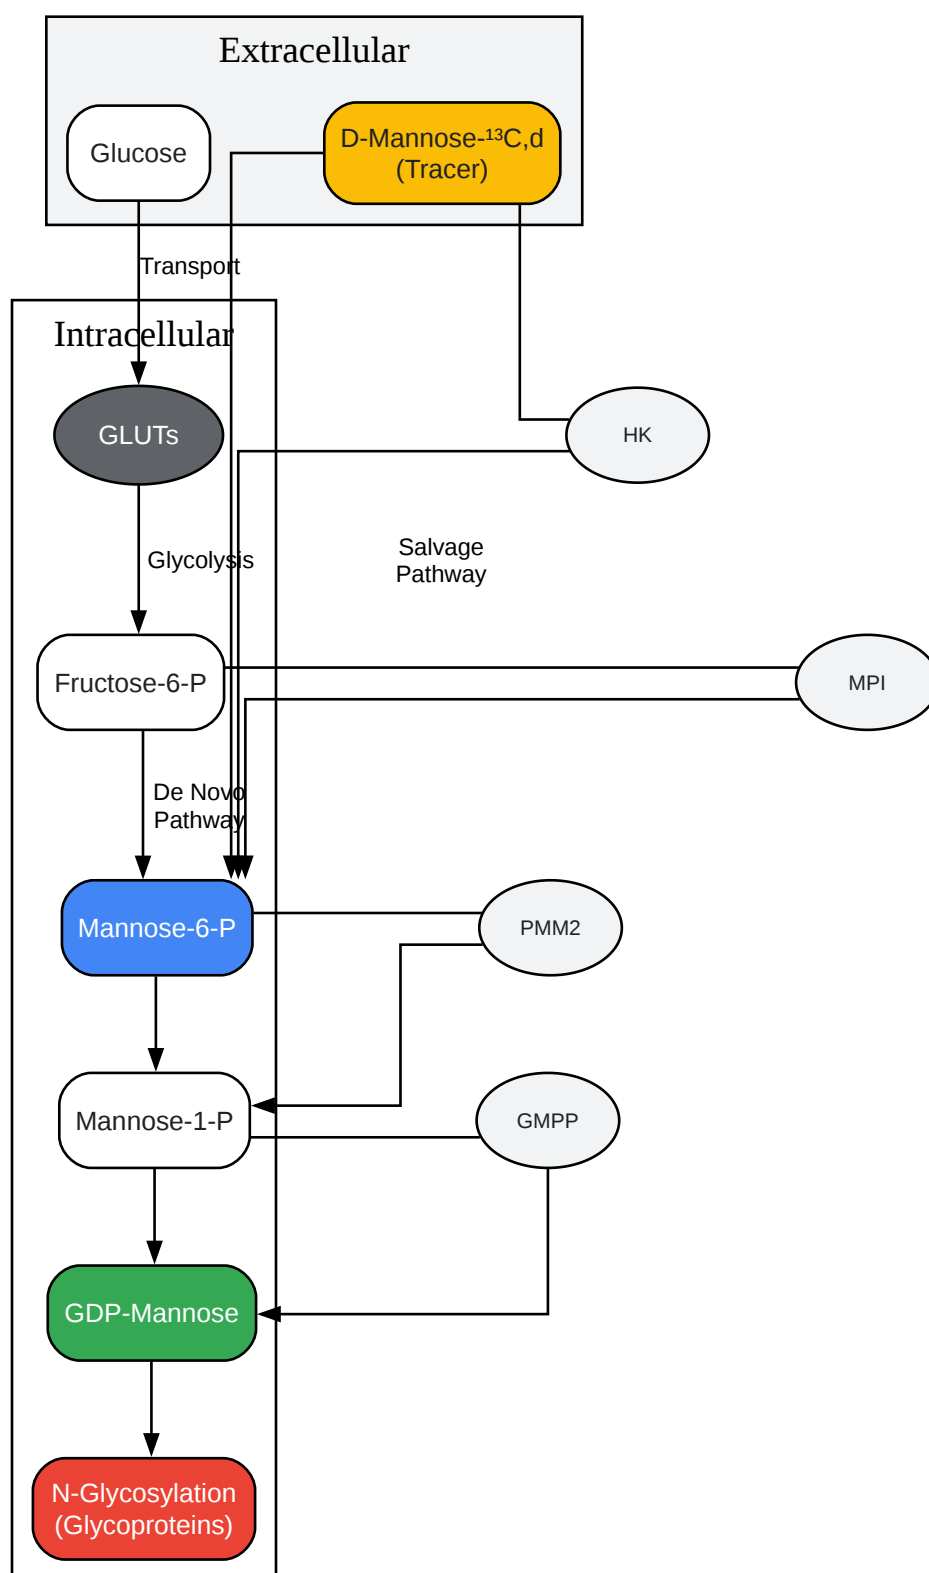 Extracellular
Glucose
D-Mannose-¹³C,d
(Tracer)
Transport
Intracellular
GLUTs
HK
Glycolysis
Salvage
Pathway
Fructose-6-P
MPI
De Novo
Pathway
Mannose-6-P
PMM2
Mannose-1-P
GMPP
GDP-Mannose
N-Glycosylation
(Glycoproteins)